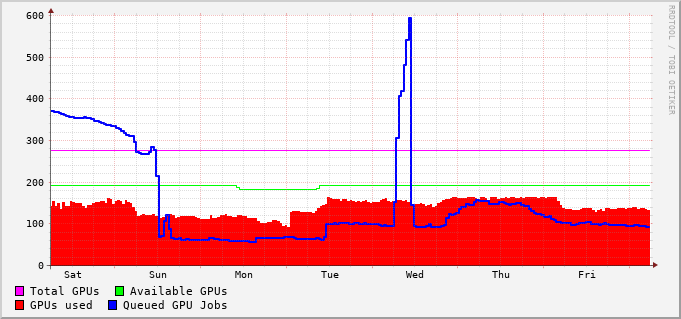 600
500
400
300
200
100
0
Sat Sun Mon Tue Wed Thu Fri
Total GPUs Available GPUs
GPUs used Queued GPU Jobs
RRDTOOL / TOBI OETIKER